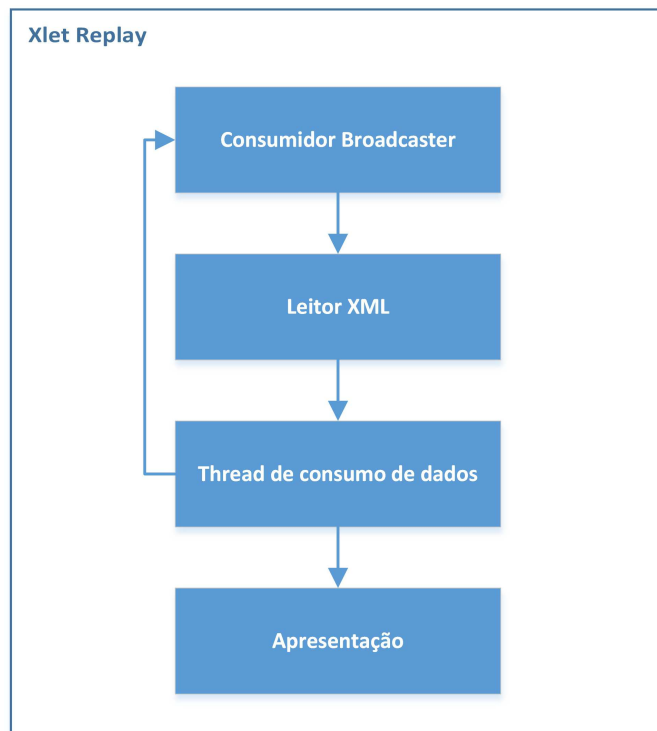 Xlet Replay
Consumidor Broadcaster
Leitor XML
Thread de consumo de dados
Apresentação